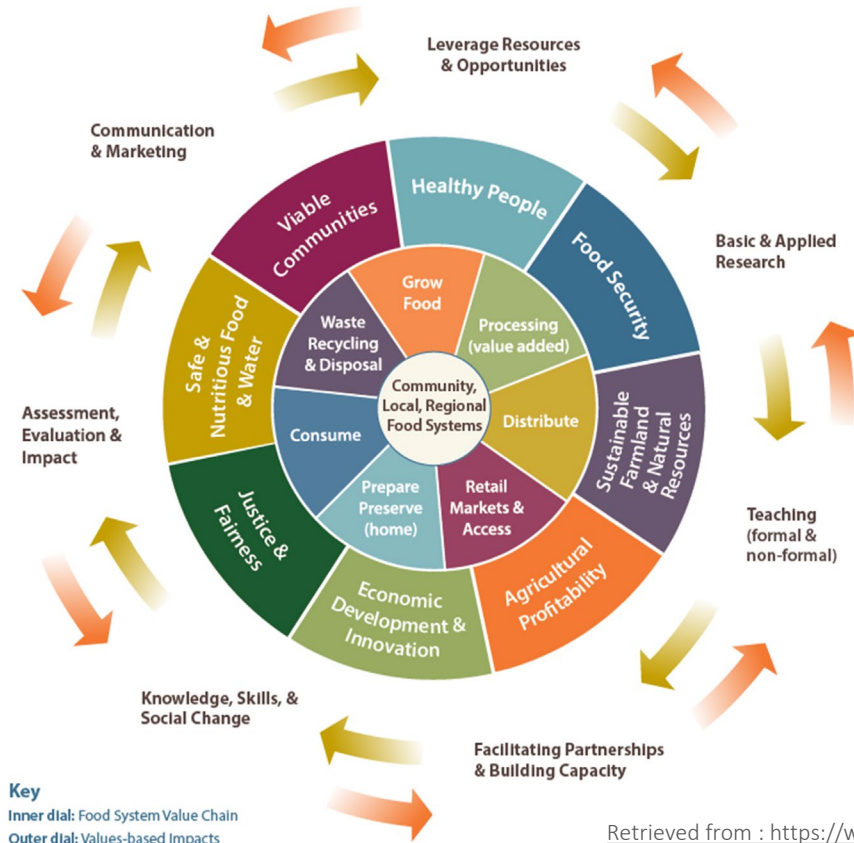 Leverage Resources
& Opportunities
Communication
& Marketing
Basic & Applied
Research
Assessment,
Evaluation &
Impact
Teaching
(formal &
non-formal)
Knowledge, Skills, &
Social Change
Facilitating Partnerships
& Building Capacity
Healthy People
Food Security
Sustainable
Farmland
& Natural
Resources
Agricultural
Profitability
Economic
Development &
Innovation
Justice &
Fairness
Safe &
Nutritious Food
& Water
Viable
Communities
Grow
Food
Processing
(value added)
Distribute
Retail
Markets &
Access
Prepare
Preserve
(home)
Consume
Waste
Recycling
& Disposal
Community,
Local, Regional
Food Systems
Key
Inner dial: Food System Value Chain
Outer dial: Values-based Impacts
Retrieved from : https://w